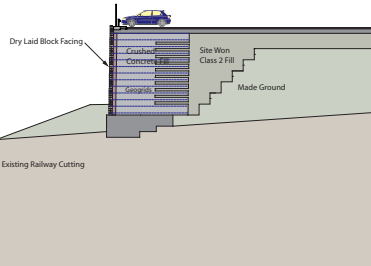 Dry Laid Block Facing
Crushed
Concrete Fill
Site Won
Class 2 Fill
Geogrids
Made Ground
Existing Railway Cutting